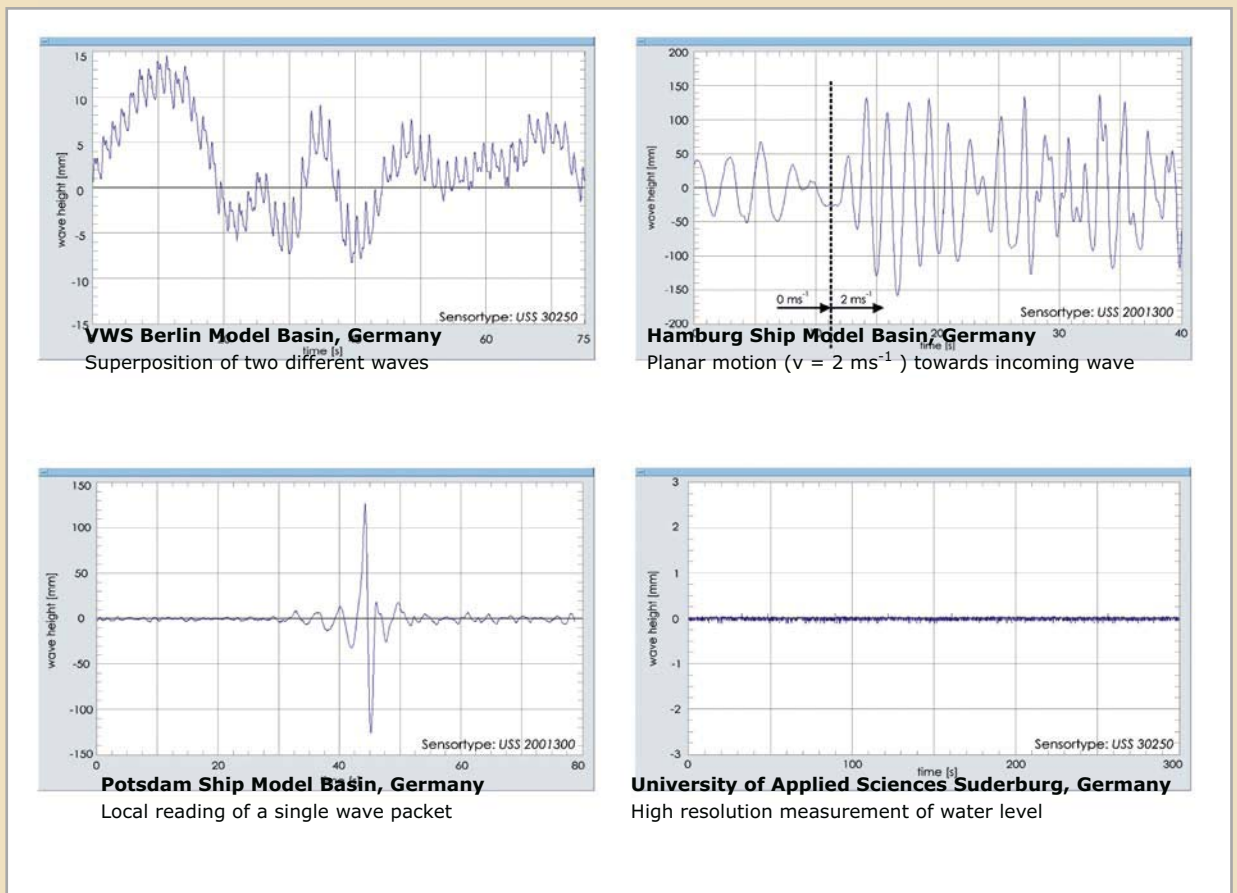 15
10
5
0
-5
-10
-15
wave height [mm]
Sensortype: USS 30250
60
75
time [s]
VWS Berlin Model Basin, Germany
Superposition of two different waves
200
150
100
50
0
-50
-100
-150
-200
wave height [mm]
0 ms⁻¹
2 ms⁻¹
Sensortype: USS 2001300
20
30
40
time [s]
Hamburg Ship Model Basin, Germany
Planar motion (v = 2 ms⁻¹ ) towards incoming wave
150
100
50
0
-50
-100
-150
wave height [mm]
Sensortype: USS 2001300
0
20
40
60
80
Potsdam Ship Model Basin, Germany
Local reading of a single wave packet
3
2
1
0
-1
-2
-3
wave height [mm]
Sensortype: USS 30250
0
100
200
300
time [s]
University of Applied Sciences Suderburg, Germany
High resolution measurement of water level